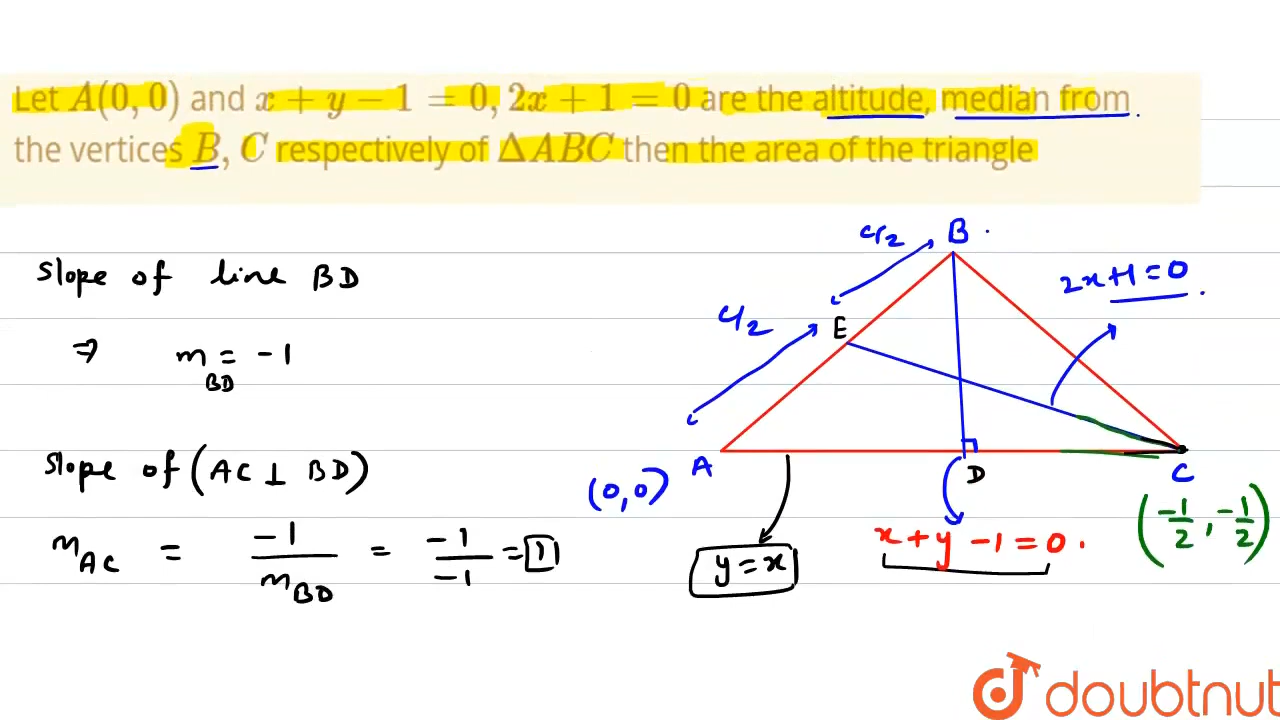 Let A(0, 0) and x + y − 1 = 0, 2x + 1 = 0 are the altitude, median from
the vertices B, C respectively of ΔABC then the area of the triangle
Slope of line BD
⇒ m_BD = -1
Slope of (AC ⊥ BD)
m_AC = -1/m_BD = -1/-1 = 1
B
c/2
2x+1=0
c/2
E
A
D
C
(0,0)
(-1/2, -1/2)
y=x
x+y-1=0.
doubtnut